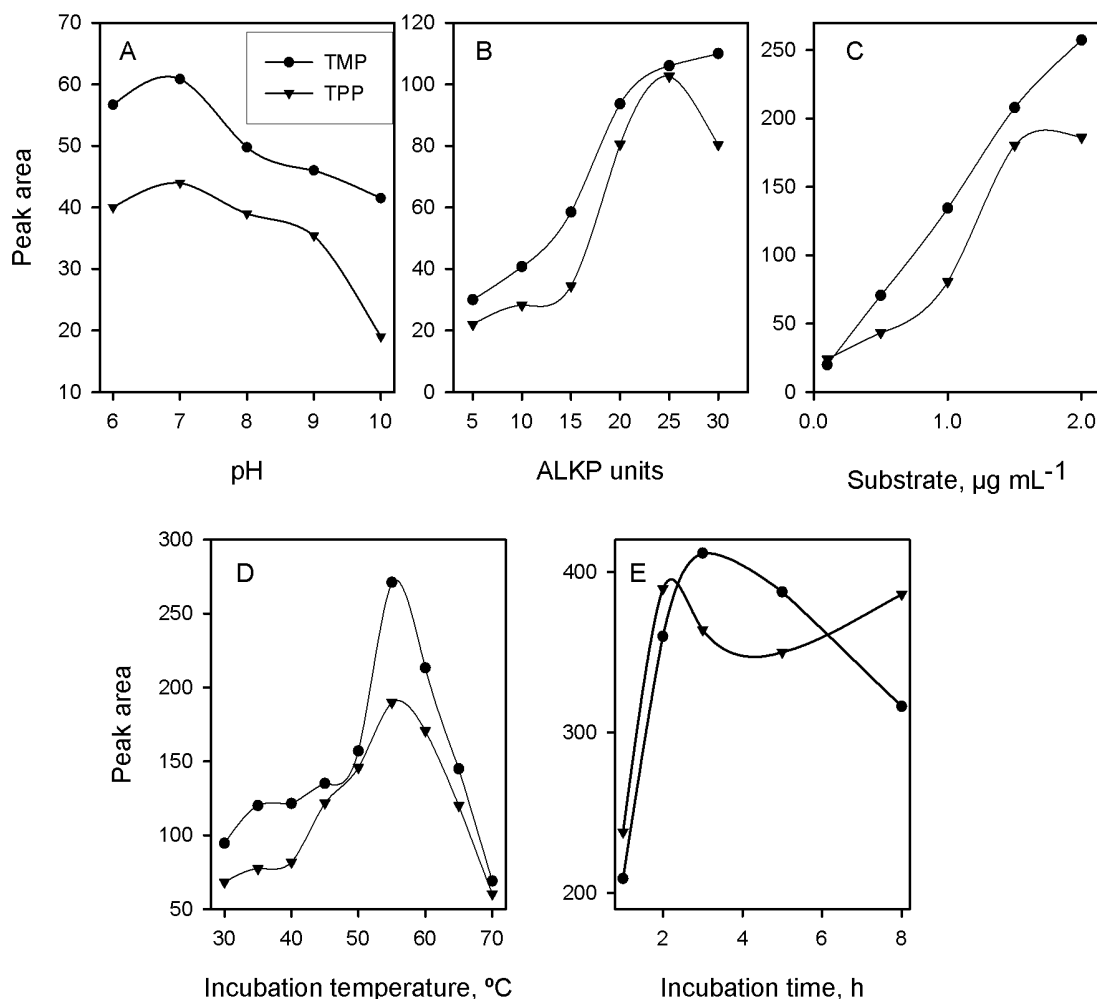 A
TMP
TPP
Peak area
70
60
50
40
30
20
10
6 7 8 9 10
pH
B
120
100
80
60
40
20
0
5 10 15 20 25 30
ALKP units
C
250
200
150
100
50
0
0.0 1.0 2.0
Substrate, µg mL-1
D
Peak area
300
250
200
150
100
50
30 40 50 60 70
Incubation temperature, ºC
E
400
300
200
2 4 6 8
Incubation time, h